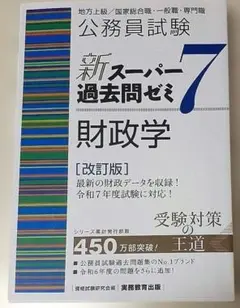 地方上級/国家総合職・一般職・専門職
公務員試験
新スーパー
過去問ゼミ
7
財政学
[改訂版]
最新の財政データを収録！
令和7年度試験に対応！
受験対策
の
王道
シリーズ累計発行部数
450万部突破！
●公務員試験過去問題集のNo.1ブランド
●令和6年度の問題をさらに追加！
資格試験研究会編
実務教育出版